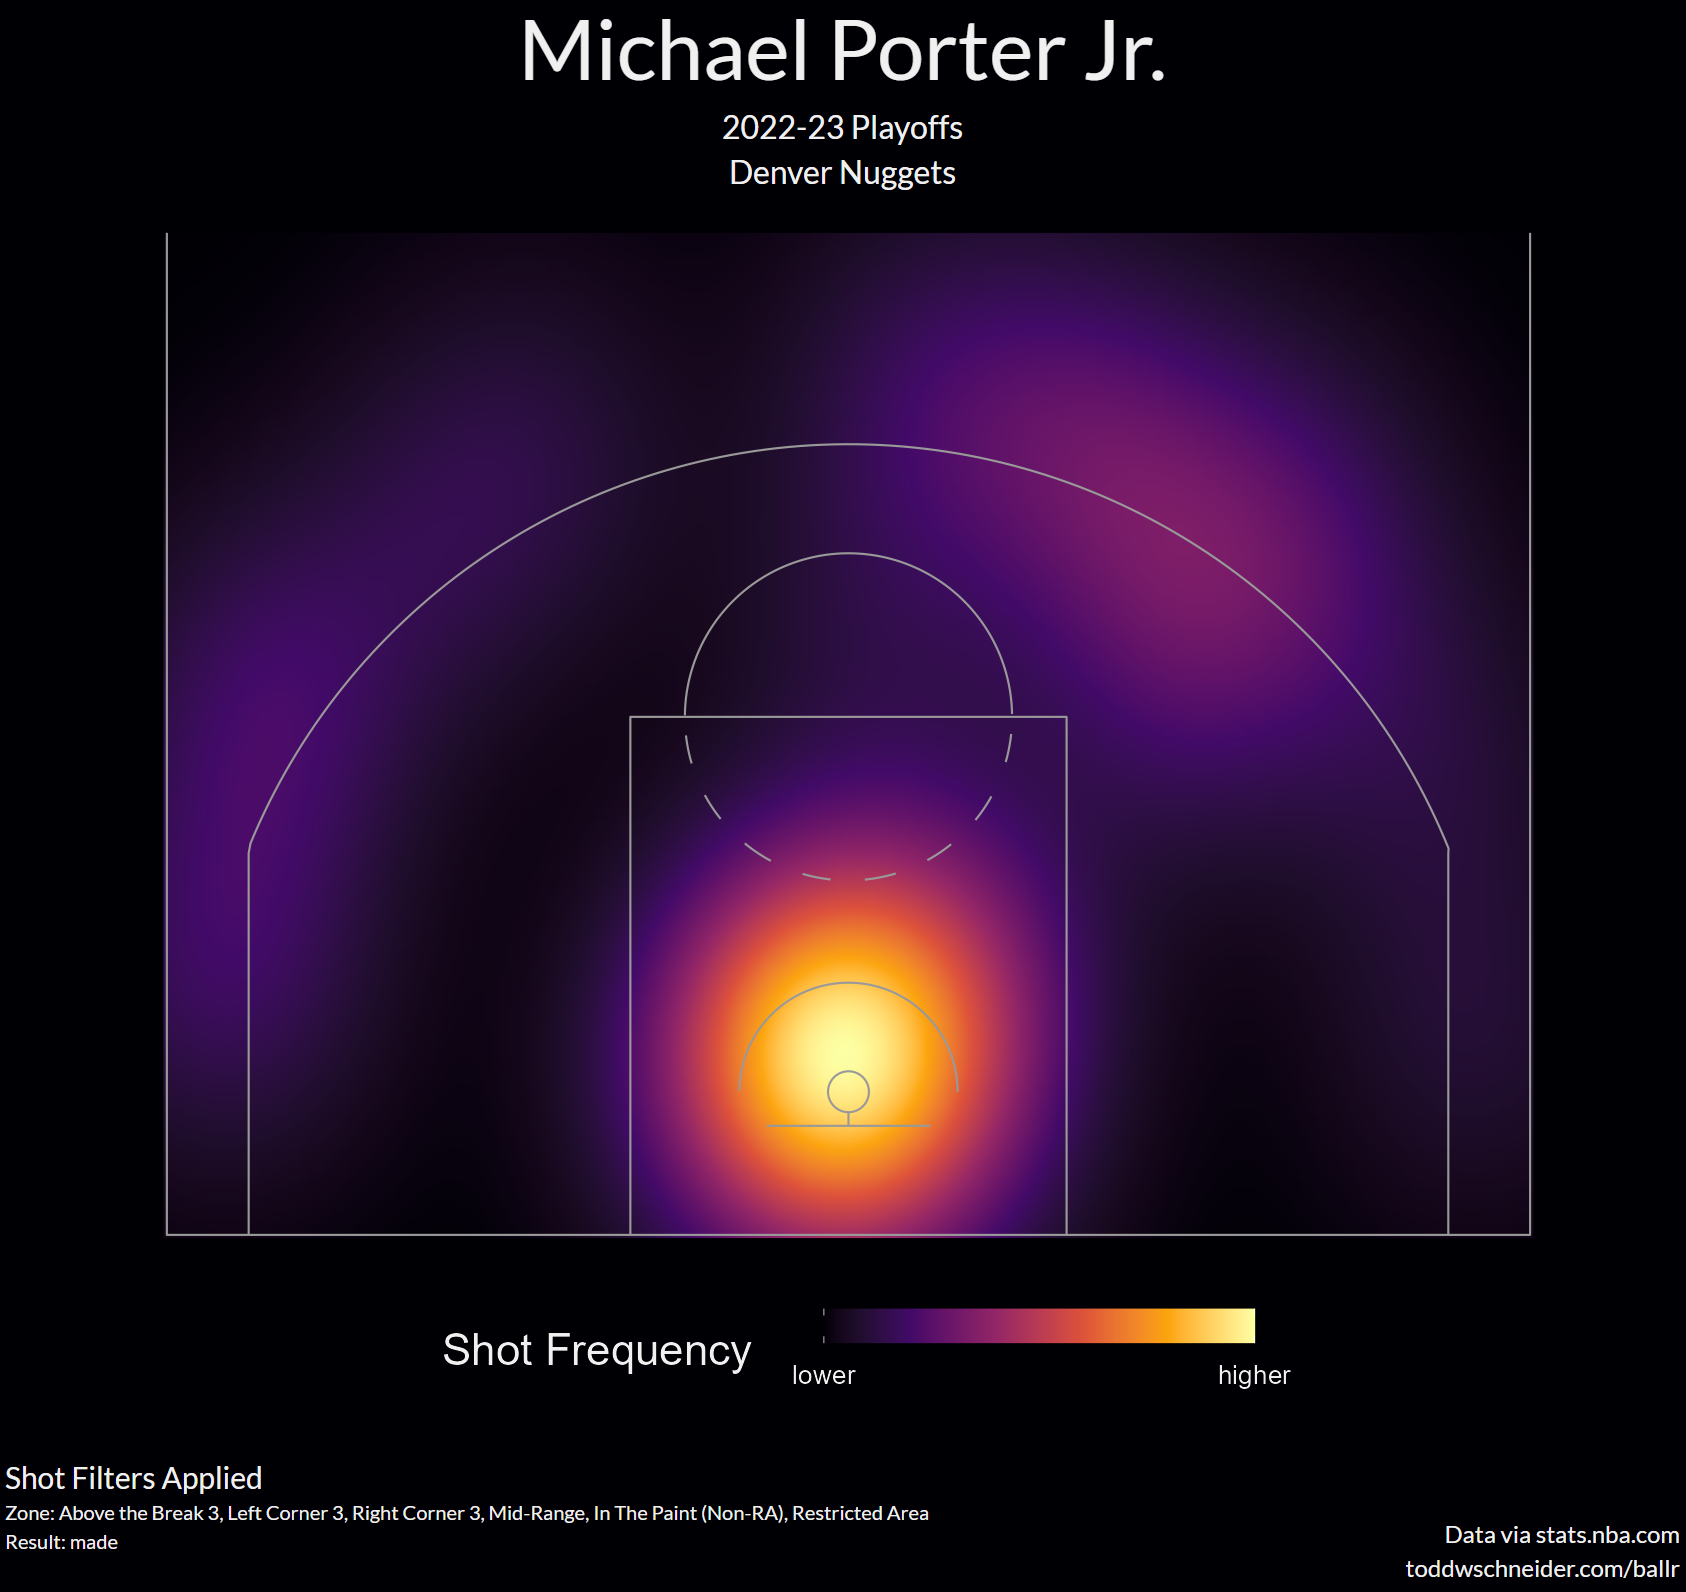 Michael Porter Jr.
2022-23 Playoffs
Denver Nuggets
Shot Frequency
lower
higher
Shot Filters Applied
Zone: Above the Break 3, Left Corner 3, Right Corner 3, Mid-Range, In The Paint (Non-RA), Restricted Area
Result: made
Data via stats.nba.com
toddwschneider.com/ballr